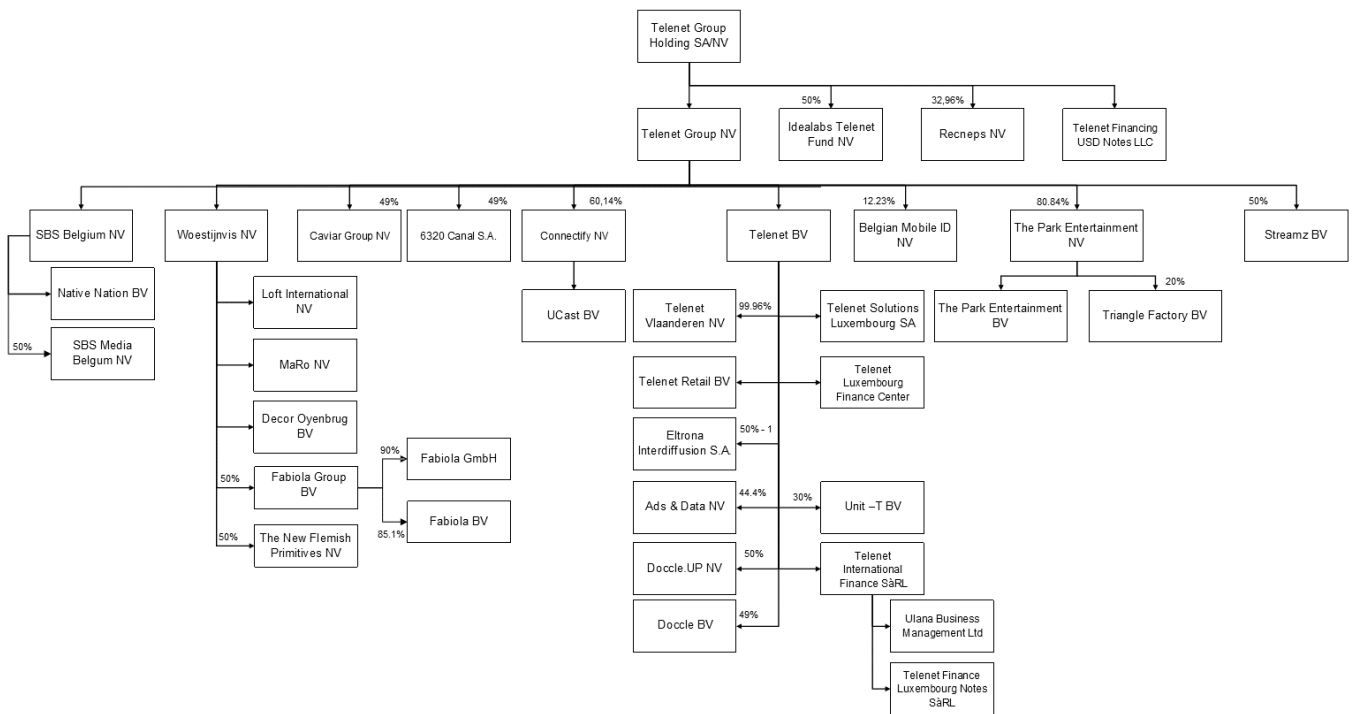 Telenet Group
Holding SA/NV
50%
32,96%
Telenet Group NV
Idealabs Telenet
Fund NV
Recneps NV
Telenet Financing
USD Notes LLC
49%
49%
60,14%
12.23%
80.84%
50%
SBS Belgium NV
Woestijnvis NV
Caviar Group NV
6320 Canal S.A.
Connectify NV
Telenet BV
Belgian Mobile ID
NV
The Park Entertainment
NV
Streamz BV
Native Nation BV
50%
SBS Media
Belgum NV
Loft International
NV
MaRo NV
Decor Oyenbrug
BV
50%
Fabiola Group
BV
90%
Fabiola GmbH
85.1%
Fabiola BV
50%
The New Flemish
Primitives NV
UCast BV
Telenet
Vlaanderen NV
99.96%
Telenet Solutions
Luxembourg SA
Telenet Retail BV
Telenet
Luxembourg
Finance Center
Eltrona
Interdiffusion S.A.
50% - 1
Ads & Data NV
44.4%
30%
Unit –T BV
Doccle.UP NV
50%
Telenet
International
Finance SàRL
Doccle BV
49%
Ulana Business
Management Ltd
Telenet Finance
Luxembourg Notes
SàRL
The Park Entertainment
BV
20%
Triangle Factory BV